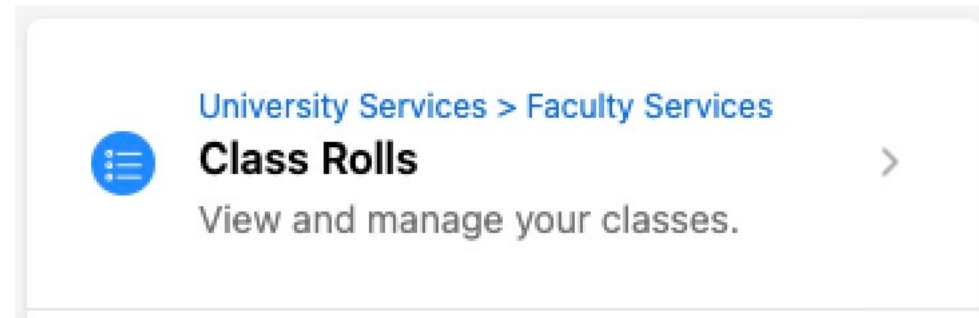 University Services > Faculty Services
Class Rolls
View and manage your classes.